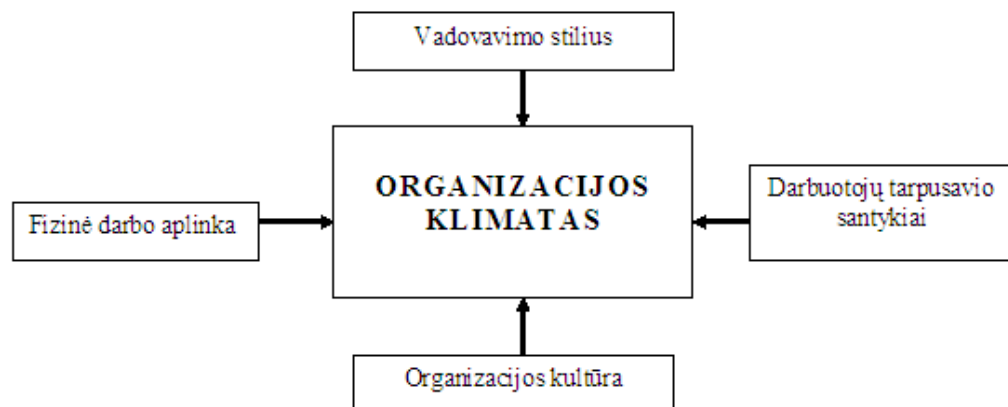 Vadovavimo stilius
ORGANIZACIJOS
KLIMATAS
Fizinė darbo aplinka
Darbuotojų tarpusavio
santykiai
Organizacijos kultūra